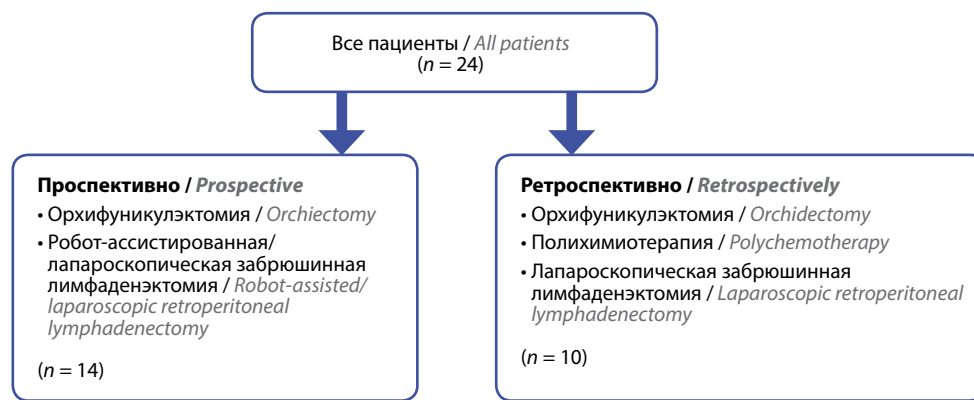 Все пациенты / All patients
(n = 24)
Проспективно / Prospective
• Орхифуникулэктомия / Orchiectomy
• Робот-ассистированная/
лапароскопическая забрюшинная
лимфаденэктомия / Robot-assisted/
laparoscopic retroperitoneal
lymphadenectomy
(n = 14)
Ретроспективно / Retrospectively
• Орхифуникулэктомия / Orchidectomy
• Полихимиотерапия / Polychemotherapy
• Лапароскопическая забрюшинная
лимфаденэктомия / Laparoscopic retroperitoneal
lymphadenectomy
(n = 10)